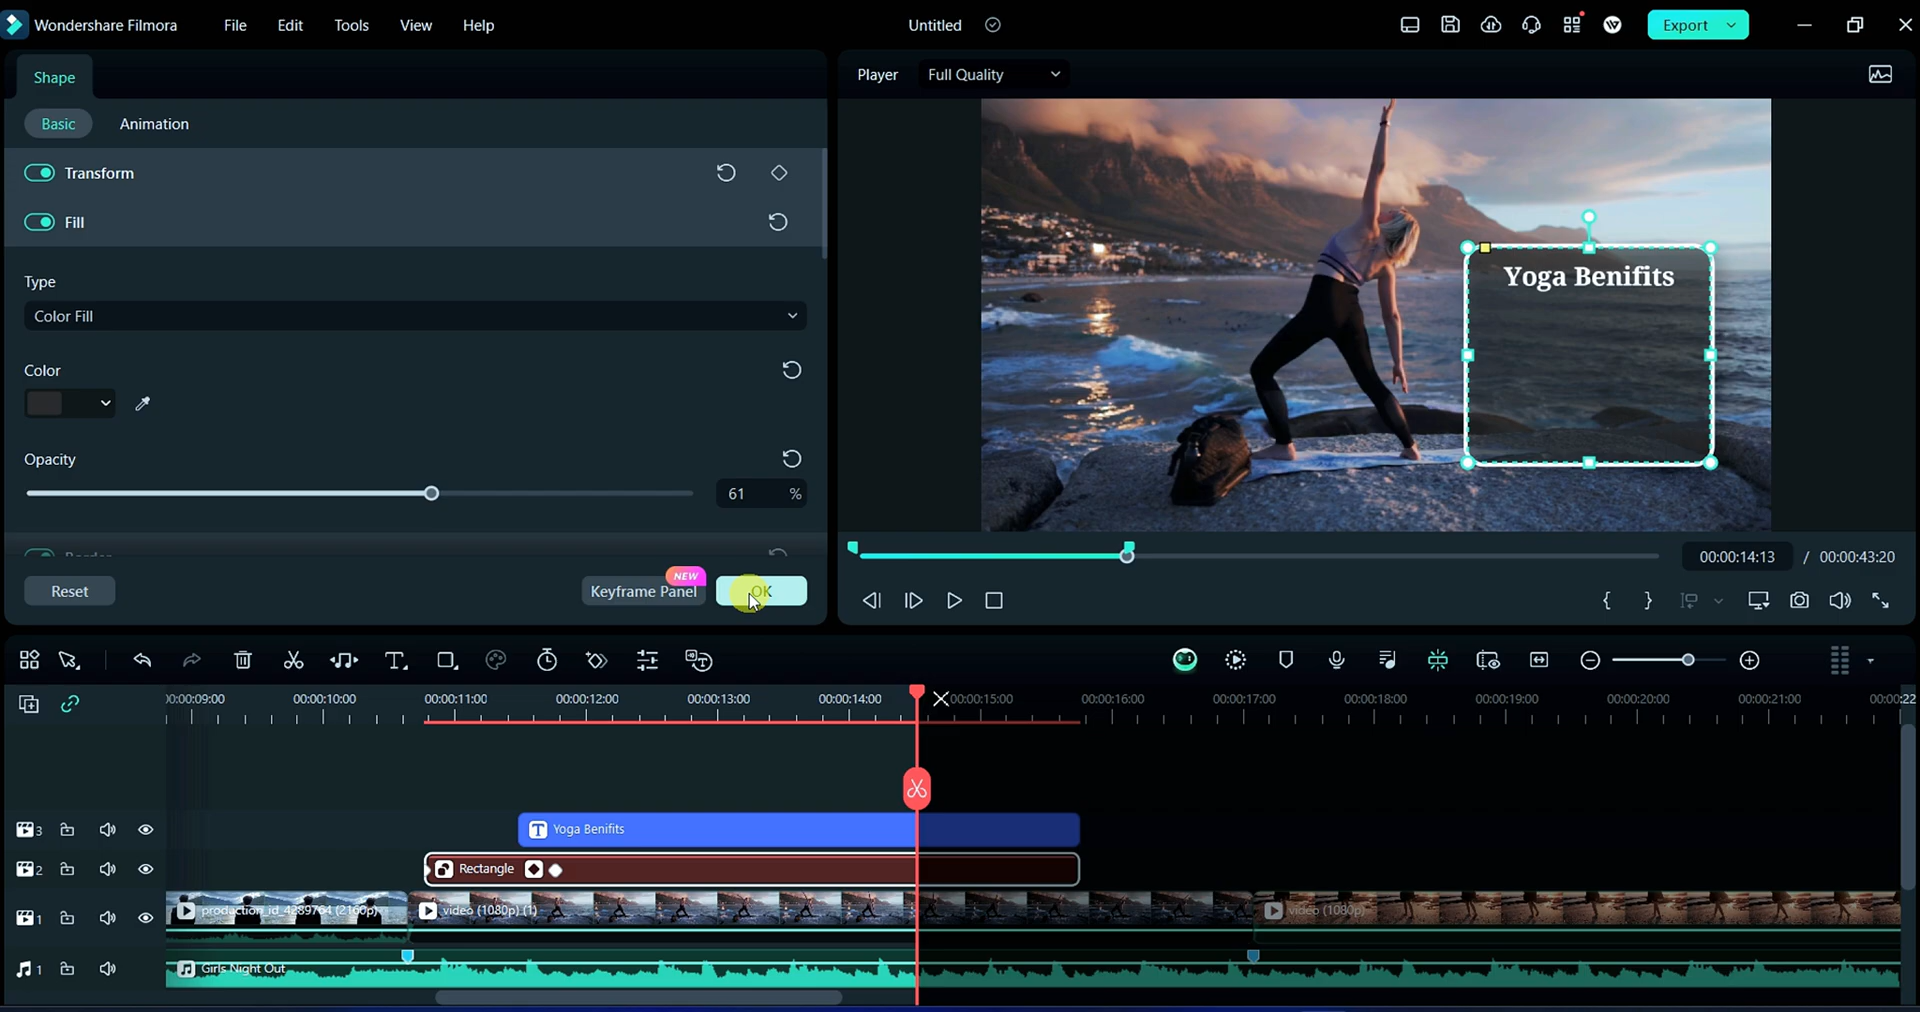 Wondershare Filmora File Edit Tools View Help Untitled Export
Shape
Player Full Quality
Basic Animation
Transform
Fill
Type
Color Fill
Color
Opacity
61 %
Border
Reset Keyframe Panel NEW OK
Yoga Benifits
00:00:14:13 / 00:00:43:20
00:00:09:00 00:00:10:00 00:00:11:00 00:00:12:00 00:00:13:00 00:00:14:00 00:00:15:00 00:00:16:00 00:00:17:00 00:00:18:00 00:00:19:00 00:00:20:00 00:00:21:00 00:00:22
3 T Yoga Benifits
2 Rectangle
1 production_id_4289764 (2160p) video (1080p) (1) video (1080p)
1 Girls Night Out